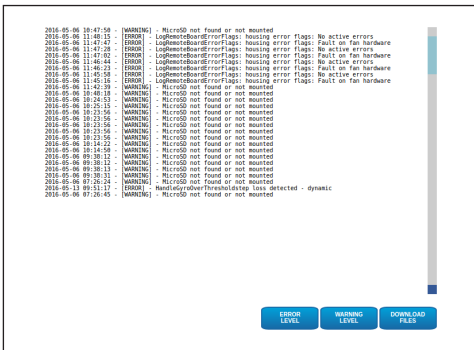 2016-05-06 10:47:50 - [WARNING] - MicroSD not found or not mounted
2016-05-06 11:48:15 - [ERROR] - LogRemoteBoardErrorFlags: housing error flags: No active errors
2016-05-06 11:47:47 - [ERROR] - LogRemoteBoardErrorFlags: housing error flags: Fault on fan hardware
2016-05-06 11:47:28 - [ERROR] - LogRemoteBoardErrorFlags: housing error flags: No active errors
2016-05-06 11:47:02 - [ERROR] - LogRemoteBoardErrorFlags: housing error flags: Fault on fan hardware
2016-05-06 11:46:44 - [ERROR] - LogRemoteBoardErrorFlags: housing error flags: No active errors
2016-05-06 11:46:23 - [ERROR] - LogRemoteBoardErrorFlags: housing error flags: Fault on fan hardware
2016-05-06 11:45:58 - [ERROR] - LogRemoteBoardErrorFlags: housing error flags: No active errors
2016-05-06 11:45:16 - [ERROR] - LogRemoteBoardErrorFlags: housing error flags: Fault on fan hardware
2016-05-06 11:42:39 - [WARNING] - MicroSD not found or not mounted
2016-05-06 10:48:18 - [WARNING] - MicroSD not found or not mounted
2016-05-06 10:24:53 - [WARNING] - MicroSD not found or not mounted
2016-05-06 10:25:15 - [WARNING] - MicroSD not found or not mounted
2016-05-06 10:23:56 - [WARNING] - MicroSD not found or not mounted
2016-05-06 10:23:56 - [WARNING] - MicroSD not found or not mounted
2016-05-06 10:23:56 - [WARNING] - MicroSD not found or not mounted
2016-05-06 10:23:56 - [WARNING] - MicroSD not found or not mounted
2016-05-06 10:23:56 - [WARNING] - MicroSD not found or not mounted
2016-05-06 10:14:22 - [WARNING] - MicroSD not found or not mounted
2016-05-06 10:14:50 - [WARNING] - MicroSD not found or not mounted
2016-05-06 09:38:12 - [WARNING] - MicroSD not found or not mounted
2016-05-06 09:38:12 - [WARNING] - MicroSD not found or not mounted
2016-05-06 09:38:13 - [WARNING] - MicroSD not found or not mounted
2016-05-06 09:38:31 - [WARNING] - MicroSD not found or not mounted
2016-05-06 07:26:24 - [WARNING] - MicroSD not found or not mounted
2016-05-13 09:51:17 - [ERROR] - HandleGyroOverThresholdstep loss detected - dynamic
2016-05-06 07:26:45 - [WARNING] - MicroSD not found or not mounted
ERROR LEVEL
WARNING LEVEL
DOWNLOAD FILES